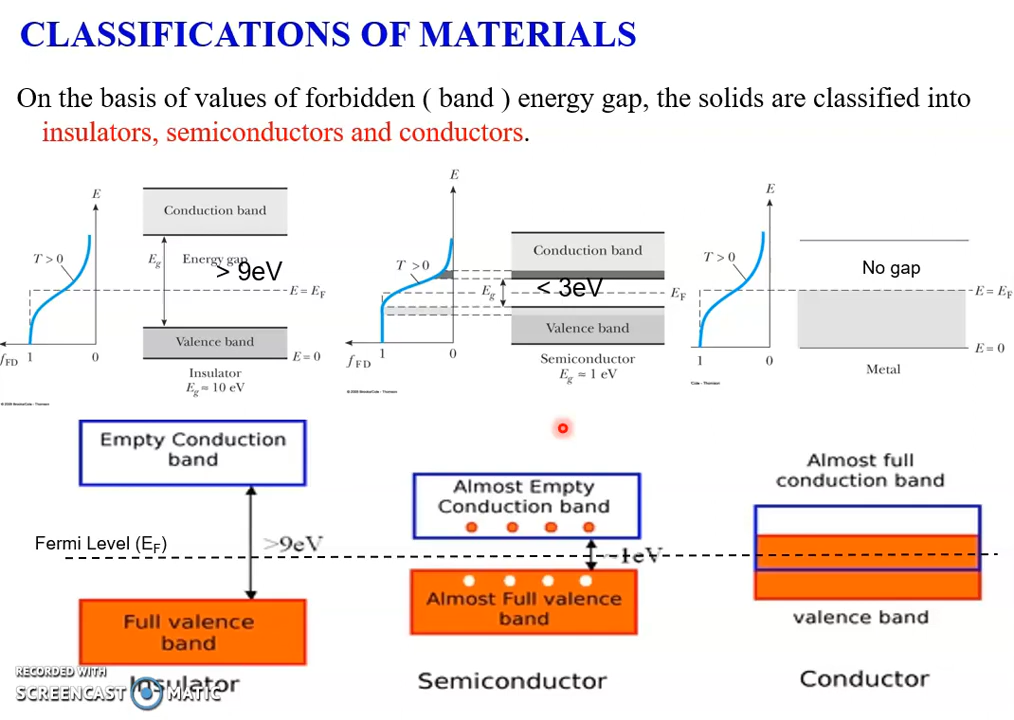 CLASSIFICATIONS OF MATERIALS
On the basis of values of forbidden ( band ) energy gap, the solids are classified into
insulators, semiconductors and conductors.
E
Conduction band
T > 0
Eg
Energy gap
> 9eV
E = EF
Valence band
fFD
1
0
E = 0
Insulator
Eg ≈ 10 eV
E
Conduction band
T > 0
Eg
< 3eV
EF
Valence band
fFD
1
0
Semiconductor
Eg ≈ 1 eV
E
T > 0
No gap
E = EF
1
0
E = 0
Metal
Empty Conduction
band
Fermi Level (EF)
>9eV
Full valence
band
Insulator
Almost Empty
Conduction band
~1eV
Almost Full valence
band
Semiconductor
Almost full
conduction band
valence band
Conductor
RECORDED WITH
SCREENCAST MATIC